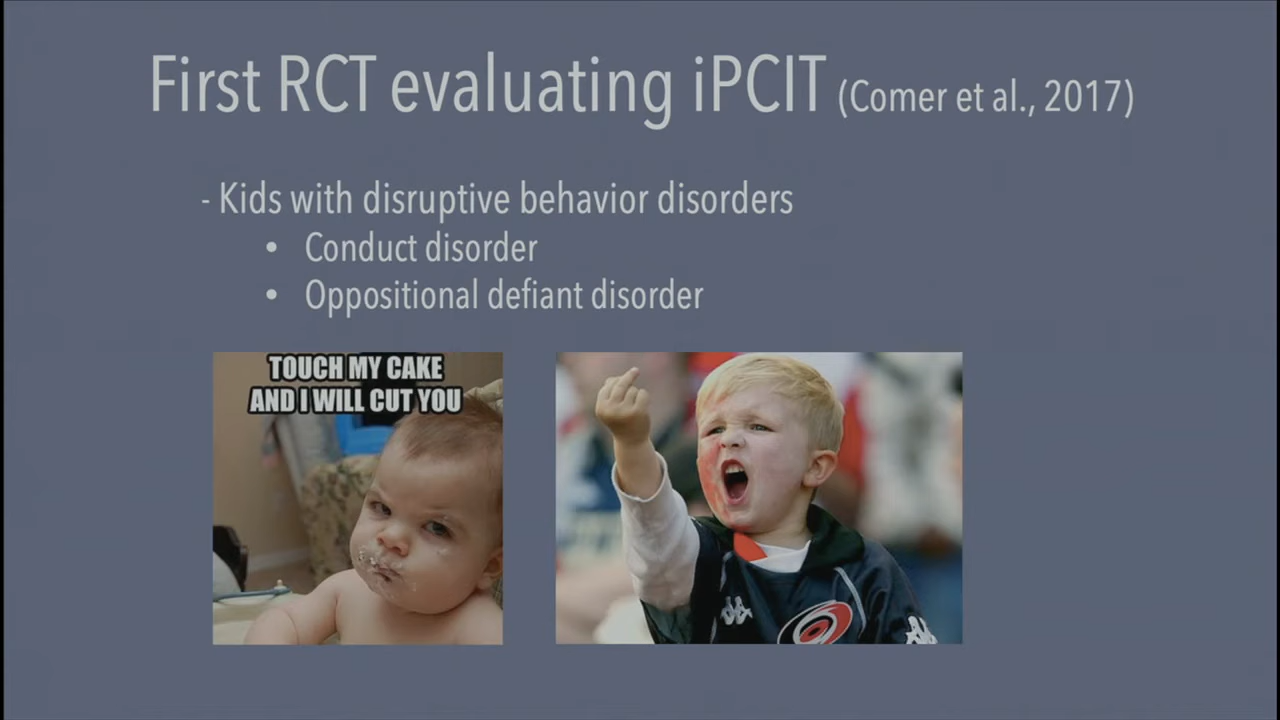 First RCT evaluating iPCIT (Comer et al., 2017)
- Kids with disruptive behavior disorders
• Conduct disorder
• Oppositional defiant disorder
TOUCH MY CAKE
AND I WILL CUT YOU